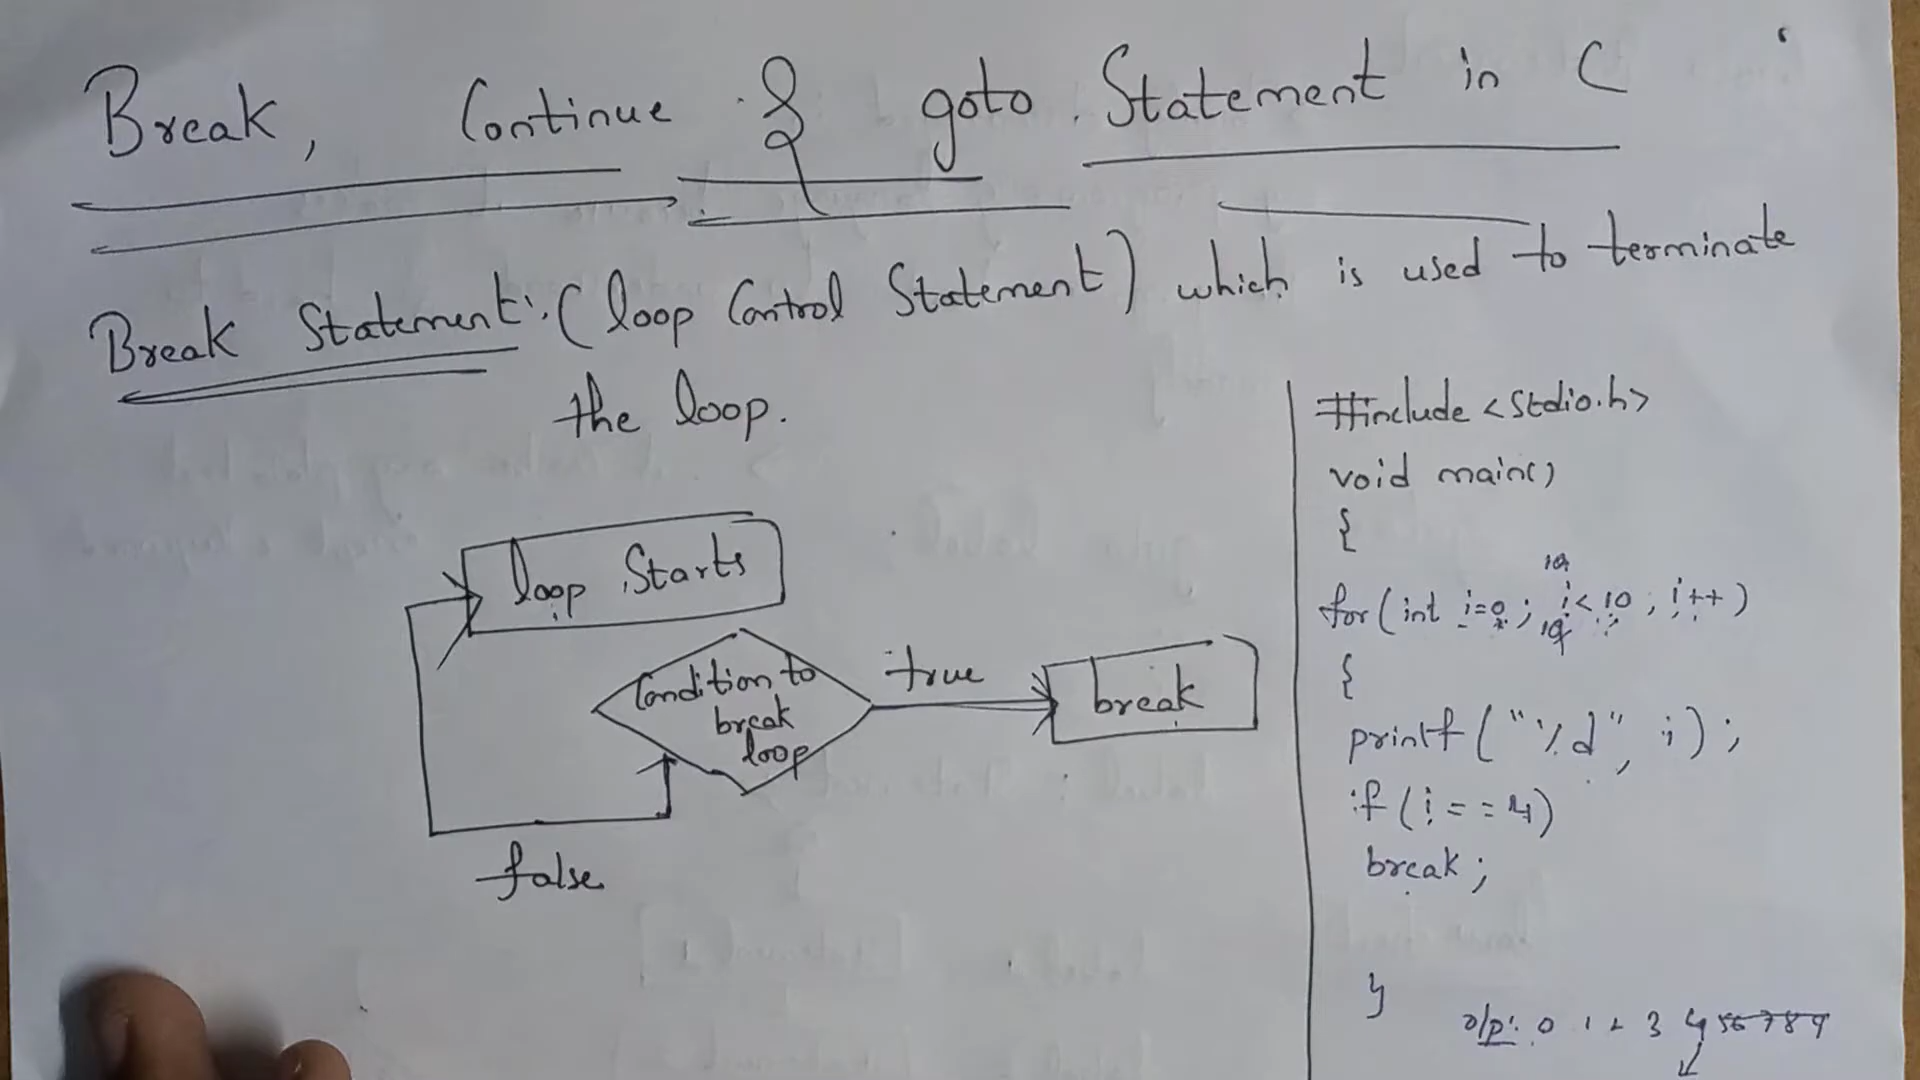 Break, Continue & goto Statement in C
Break Statement: (loop Control Statement) which is used to terminate
the loop.
loop Starts
Condition to
break
loop
true
break
false
#include <stdio.h>
void main()
{
for(int i=0; i<10; i++)
{
printf("%d", i);
if(i==4)
break;
}
o/p: 0 1 2 3 4 5 6 7 8 9